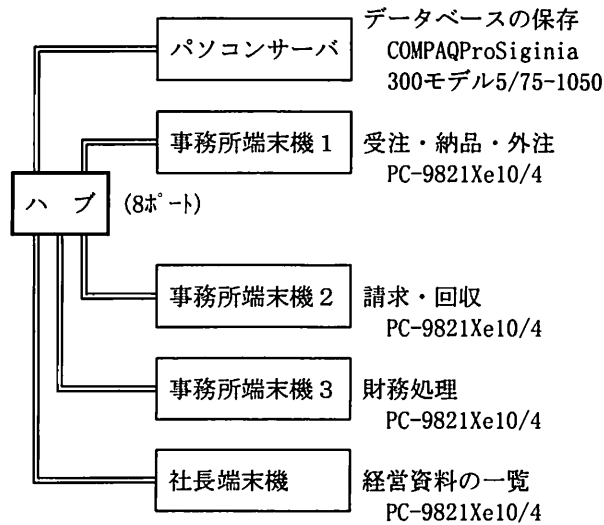 データベースの保存
パソコンサーバ
COMPAQProSiginia
300モデル5/75-1050
事務所端末機1
受注・納品・外注
PC-9821Xe10/4
ハ ブ
(8ポート)
事務所端末機2
請求・回収
PC-9821Xe10/4
事務所端末機3
財務処理
PC-9821Xe10/4
社長端末機
経営資料の一覧
PC-9821Xe10/4